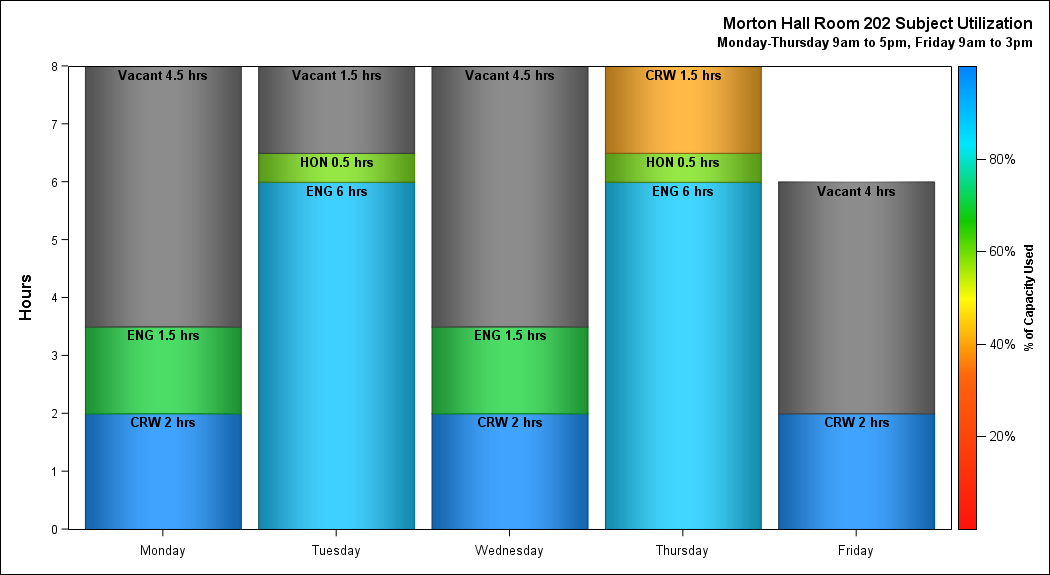 Morton Hall Room 202 Subject Utilization
Monday-Thursday 9am to 5pm, Friday 9am to 3pm
8
7
6
5
4
3
2
1
0
Hours
Vacant 4.5 hrs
ENG 1.5 hrs
CRW 2 hrs
Vacant 1.5 hrs
HON 0.5 hrs
ENG 6 hrs
Vacant 4.5 hrs
ENG 1.5 hrs
CRW 2 hrs
CRW 1.5 hrs
HON 0.5 hrs
ENG 6 hrs
Vacant 4 hrs
CRW 2 hrs
Monday
Tuesday
Wednesday
Thursday
Friday
80%
60%
40%
20%
% of Capacity Used